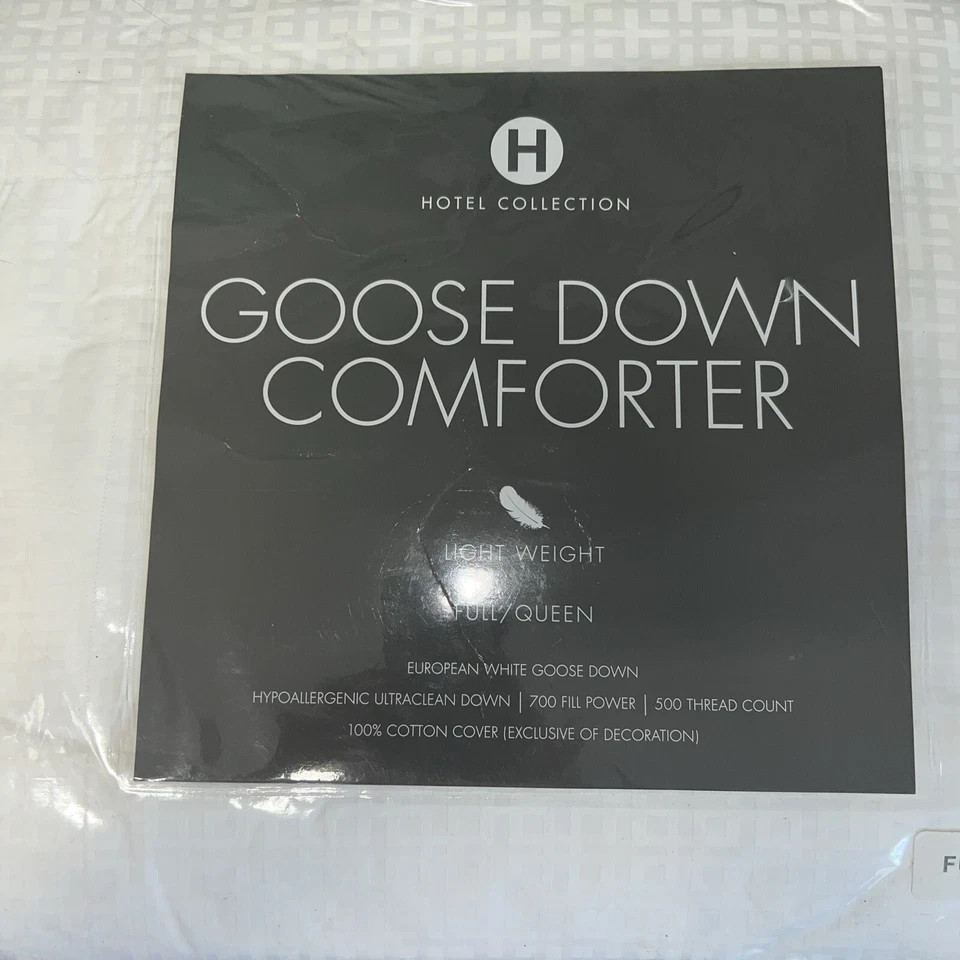 H
HOTEL COLLECTION
GOOSE DOWN
COMFORTER
LIGHT WEIGHT
FULL/QUEEN
EUROPEAN WHITE GOOSE DOWN
HYPOALLERGENIC ULTRACLEAN DOWN | 700 FILL POWER | 500 THREAD COUNT
100% COTTON COVER (EXCLUSIVE OF DECORATION)